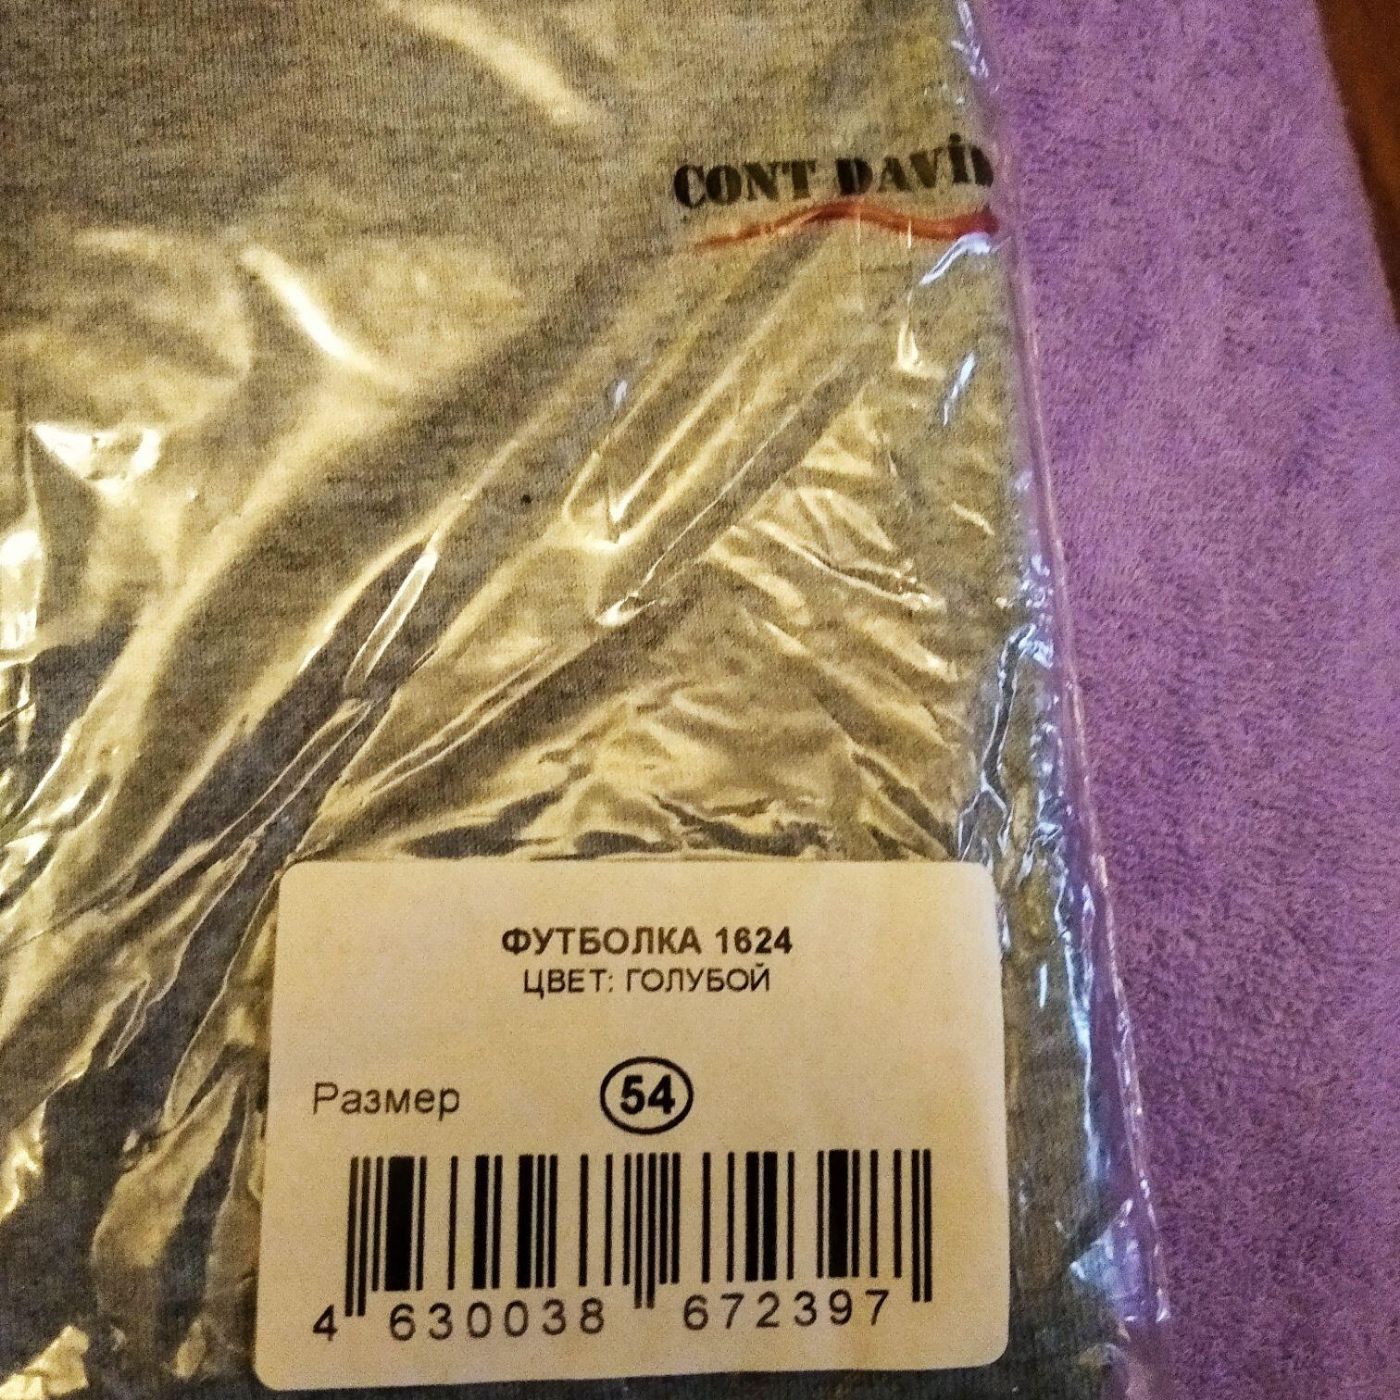 CONT DAVİD
ФУТБОЛКА 1624
ЦВЕТ: ГОЛУБОЙ
Размер 54
4 630038 672397